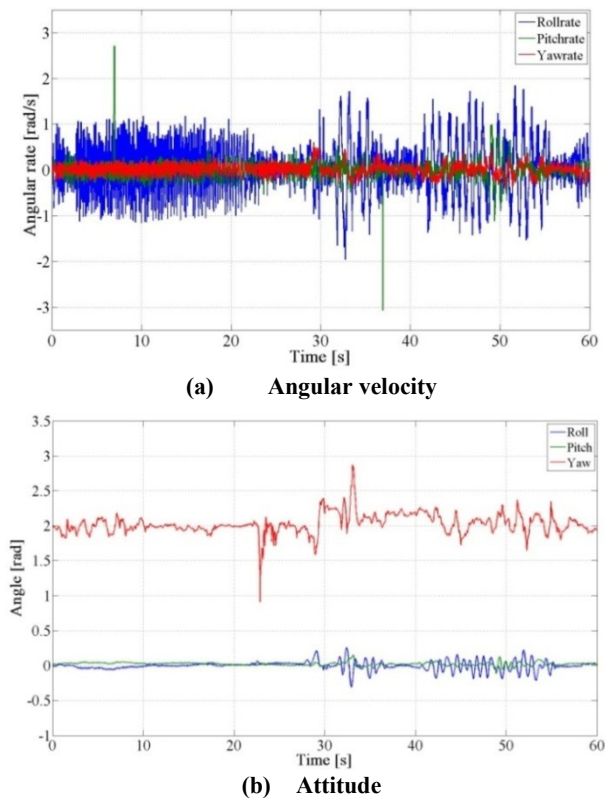 3
2
1
0
-1
-2
-3
Angular rate [rad/s]
Rollrate
Pitchrate
Yawrate
0 10 20 30 40 50 60
Time [s]
(a) Angular velocity
3.5
3
2.5
2
1.5
1
0.5
0
-0.5
-1
Angle [rad]
Roll
Pitch
Yaw
0 10 20 30 40 50 60
Time [s]
(b) Attitude